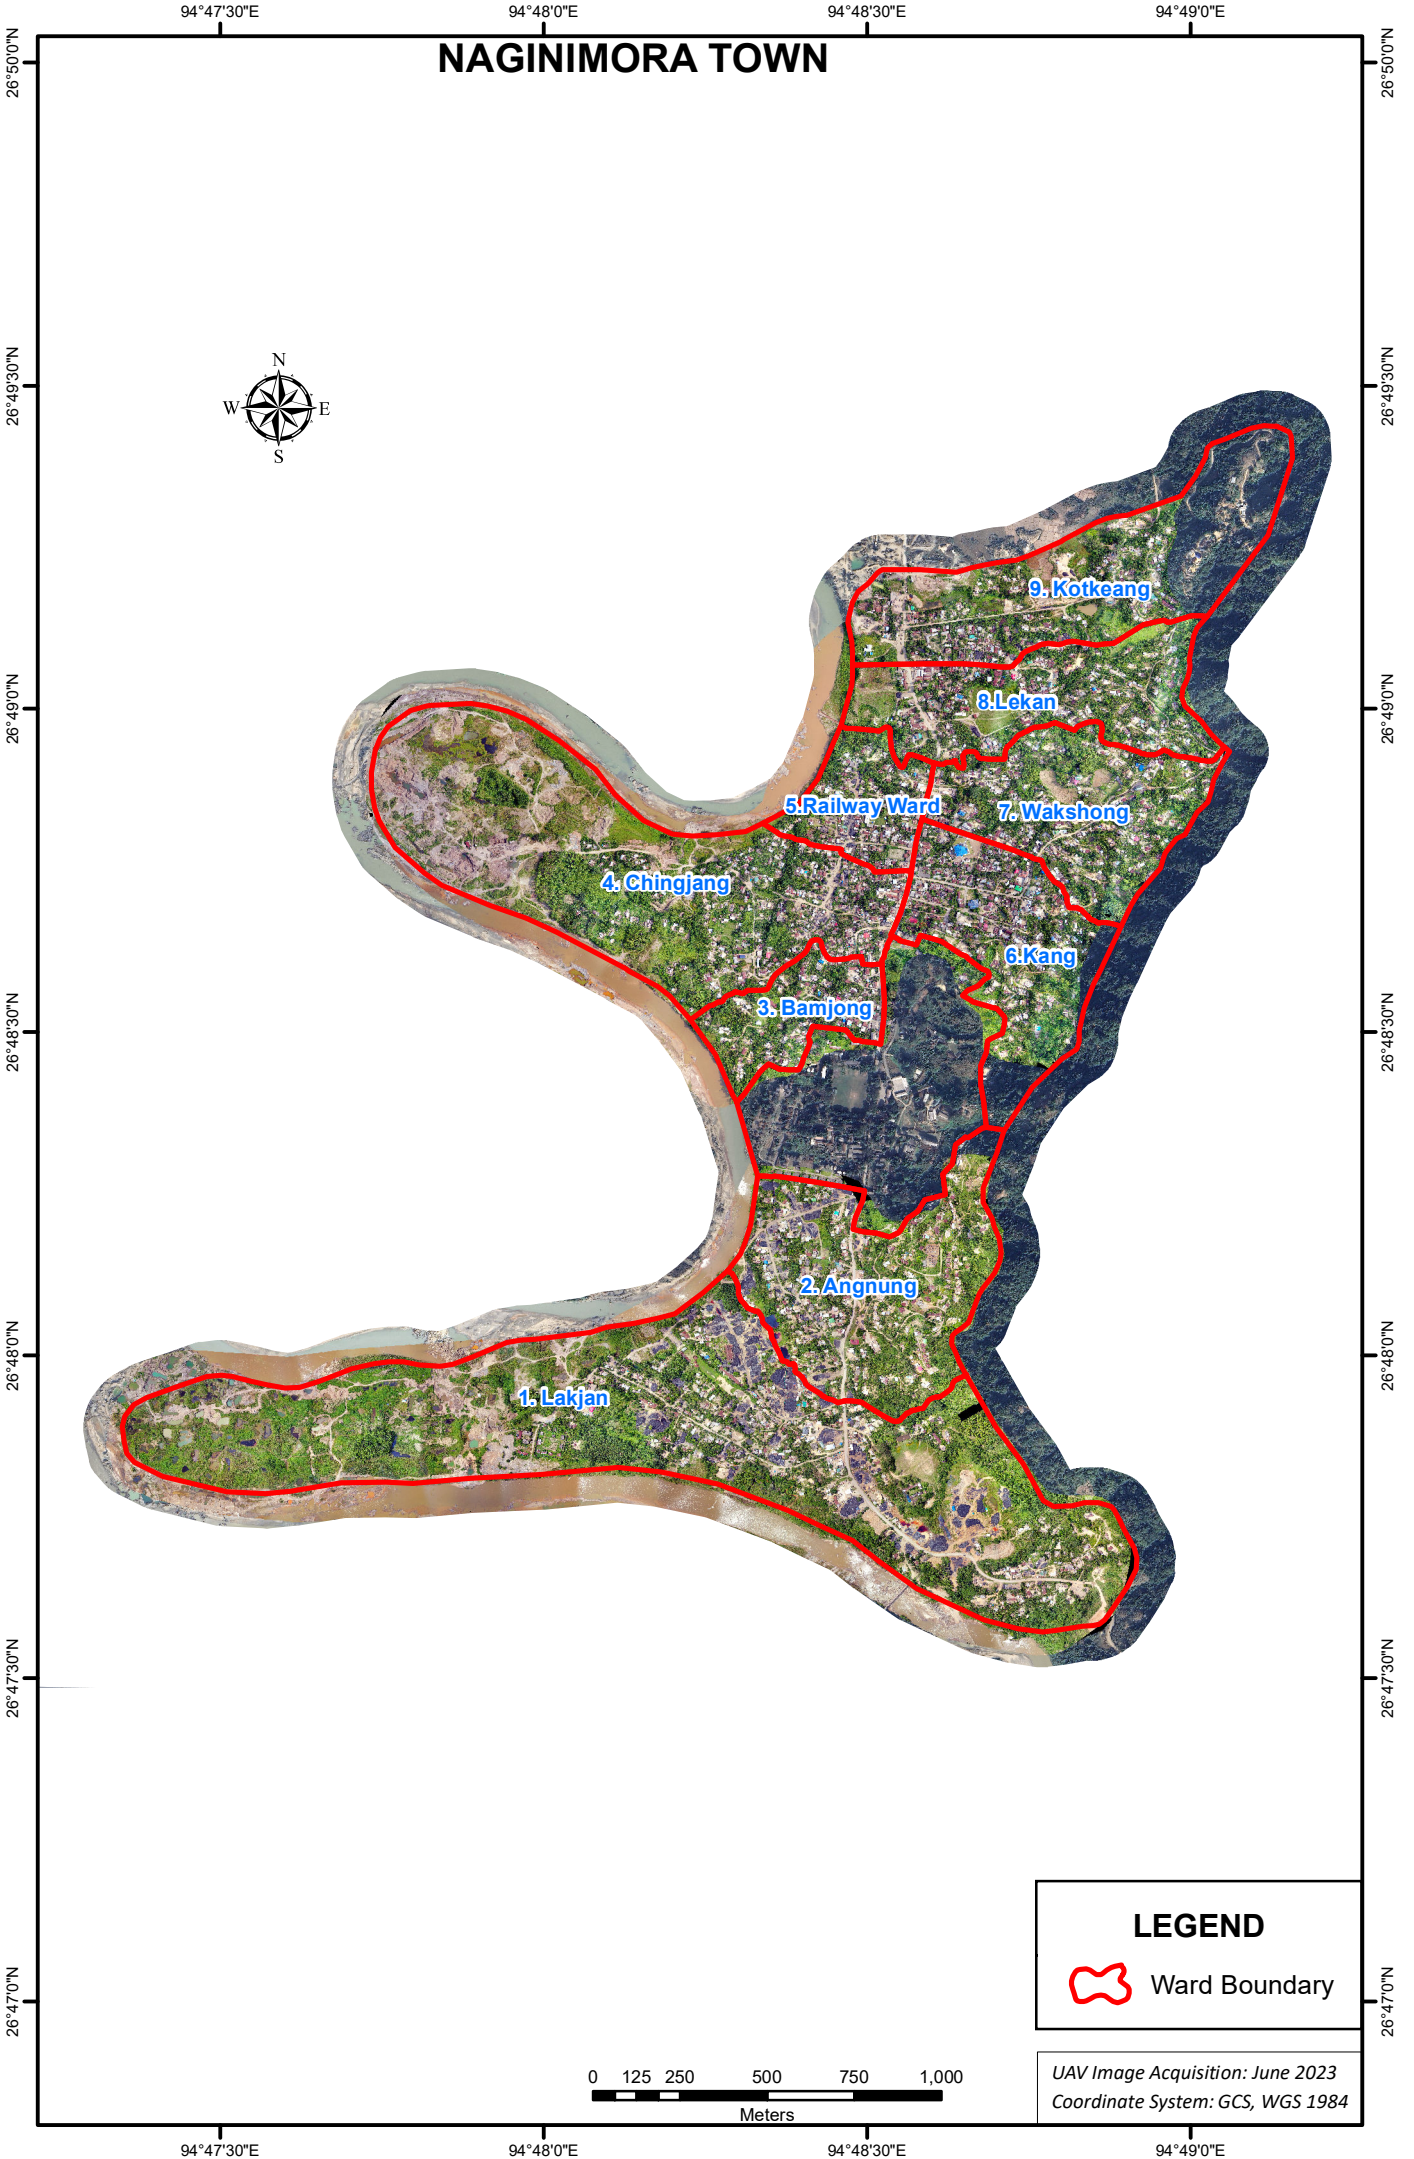 94°47'30"E 94°48'0"E 94°48'30"E 94°49'0"E
NAGINIMORA TOWN
26°50'0"N 26°50'0"N
N
W E
S
26°49'30"N 26°49'30"N
9. Kotkeang
8.Lekan
26°49'0"N 26°49'0"N
5.Railway Ward
7. Wakshong
4. Chingjang
6.Kang
3. Bamjong
26°48'30"N 26°48'30"N
2. Angnung
26°48'0"N 26°48'0"N
1. Lakjan
26°47'30"N 26°47'30"N
LEGEND
Ward Boundary
26°47'0"N 26°47'0"N
0 125 250 500 750 1,000
Meters
UAV Image Acquisition: June 2023
Coordinate System: GCS, WGS 1984
94°47'30"E 94°48'0"E 94°48'30"E 94°49'0"E